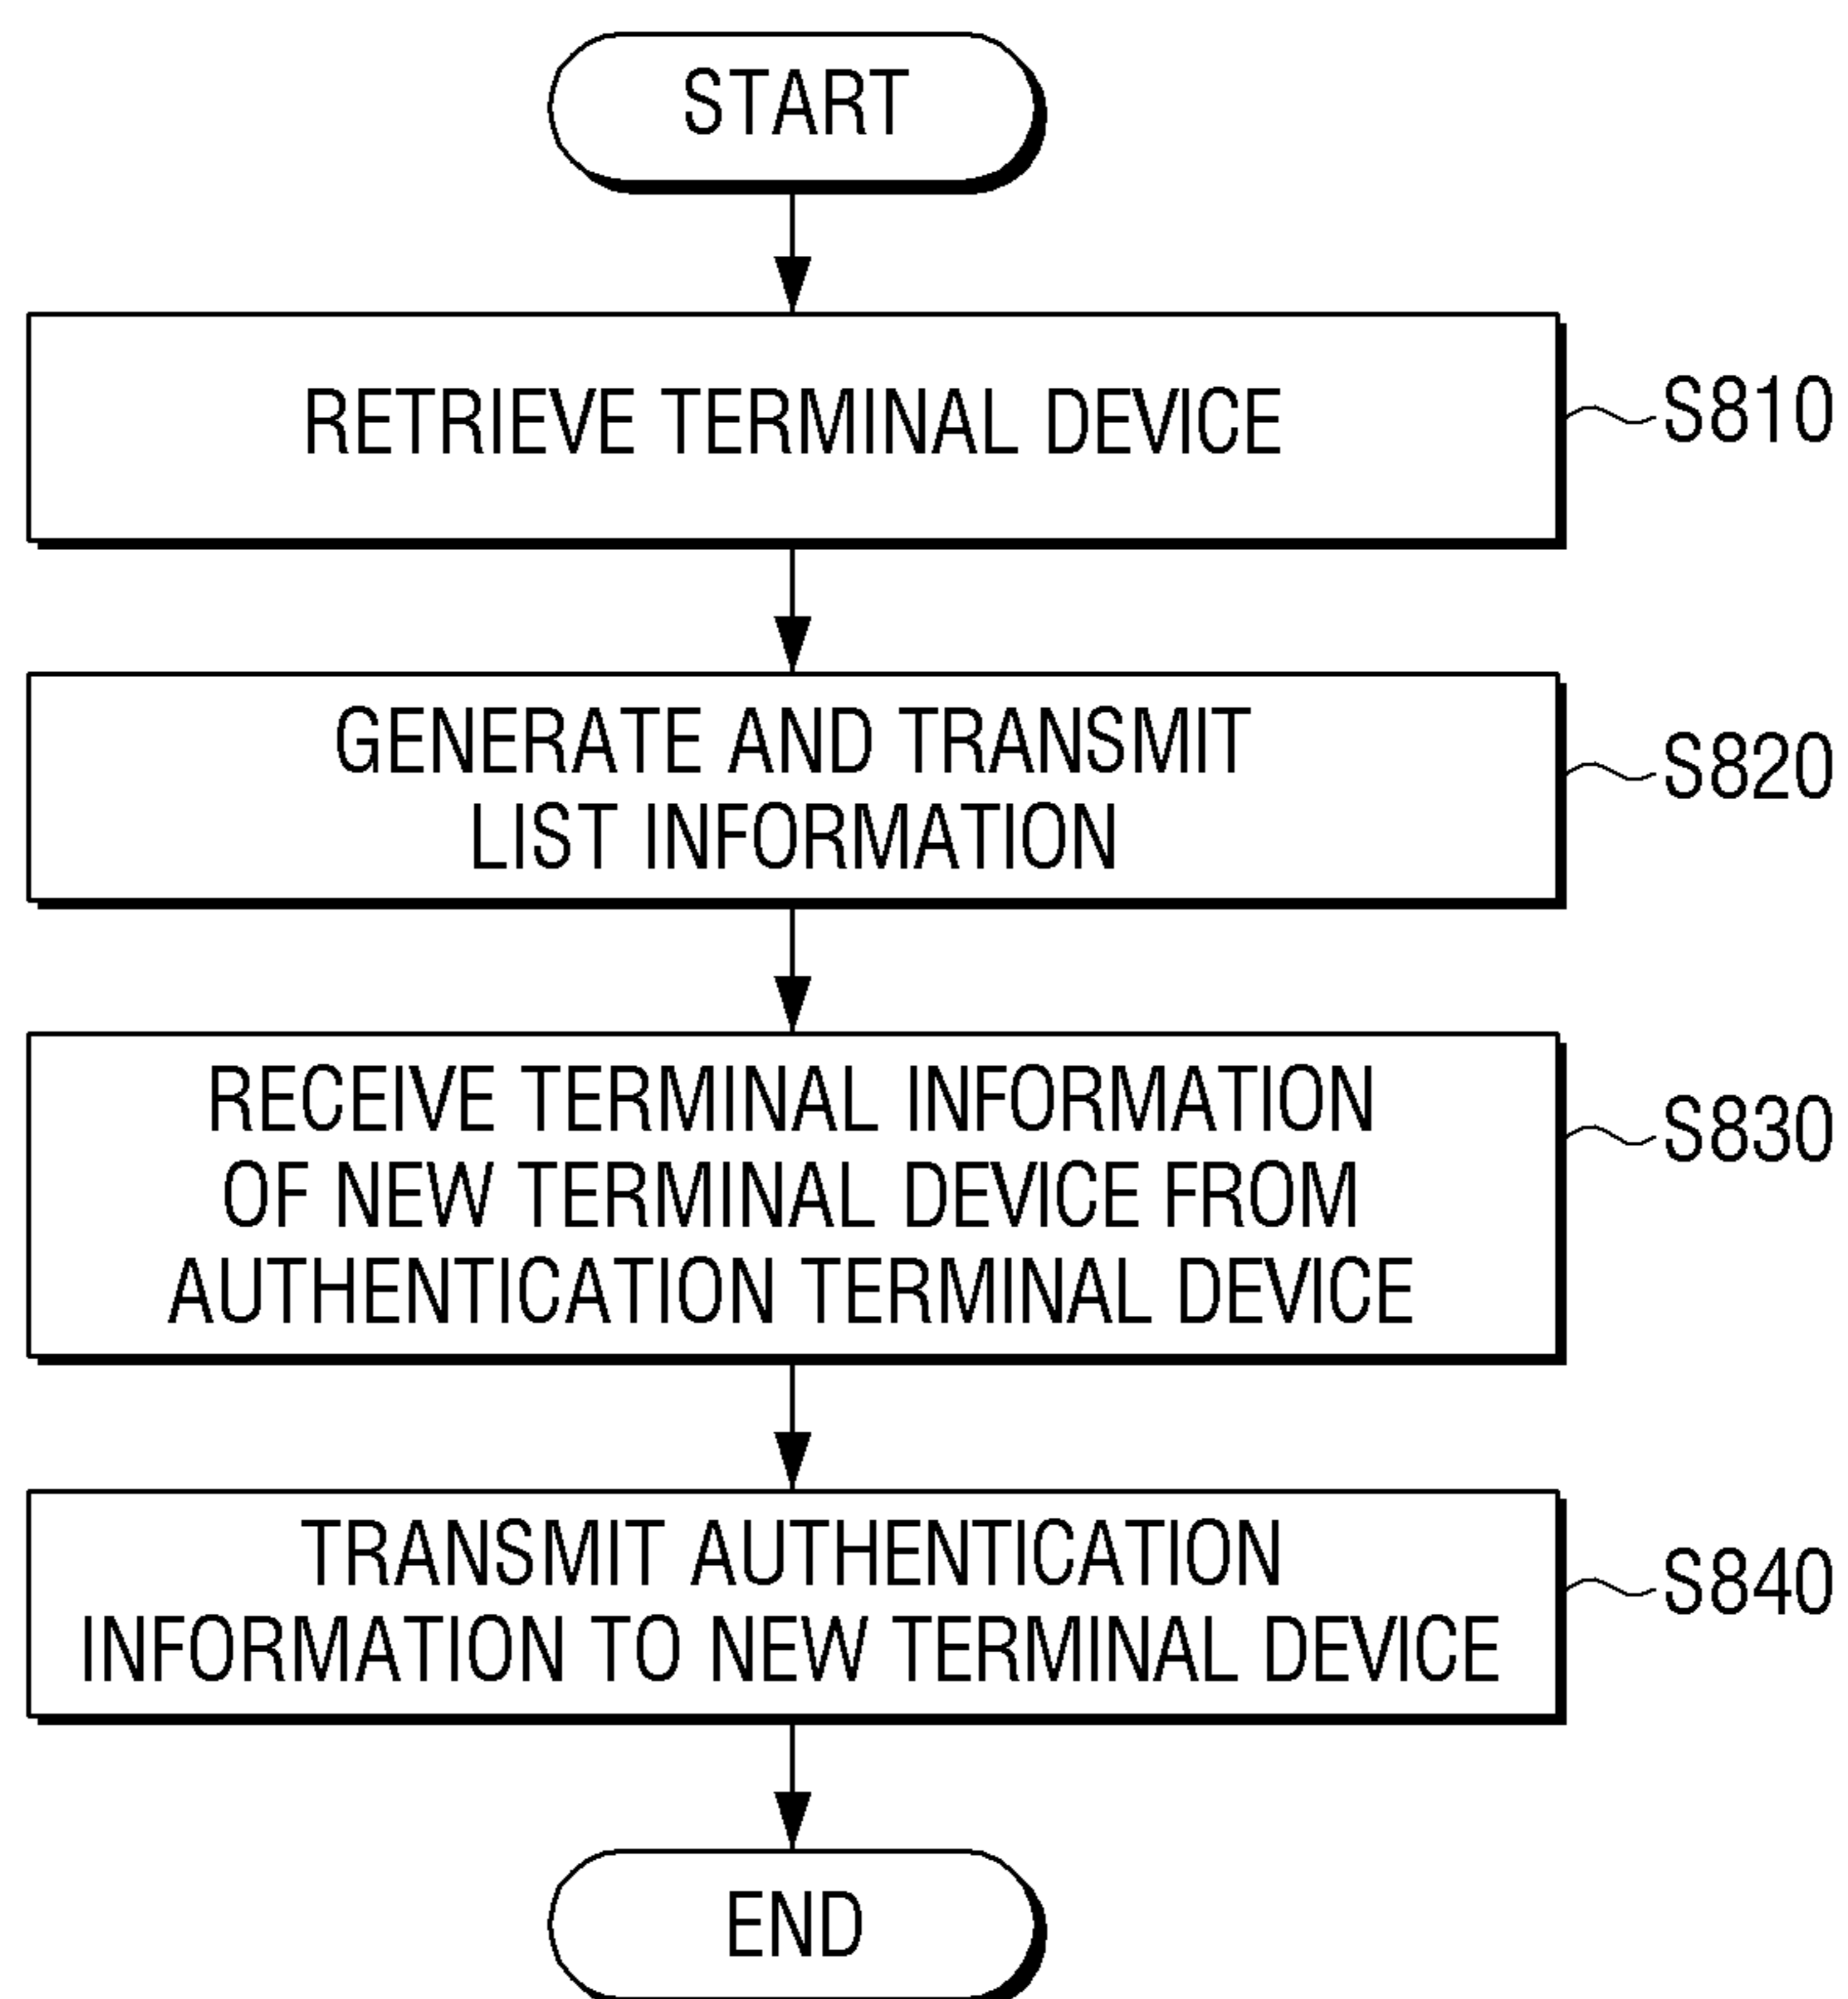 START
RETRIEVE TERMINAL DEVICE
S810
GENERATE AND TRANSMIT
LIST INFORMATION
S820
RECEIVE TERMINAL INFORMATION
OF NEW TERMINAL DEVICE FROM
AUTHENTICATION TERMINAL DEVICE
S830
TRANSMIT AUTHENTICATION
INFORMATION TO NEW TERMINAL DEVICE
S840
END